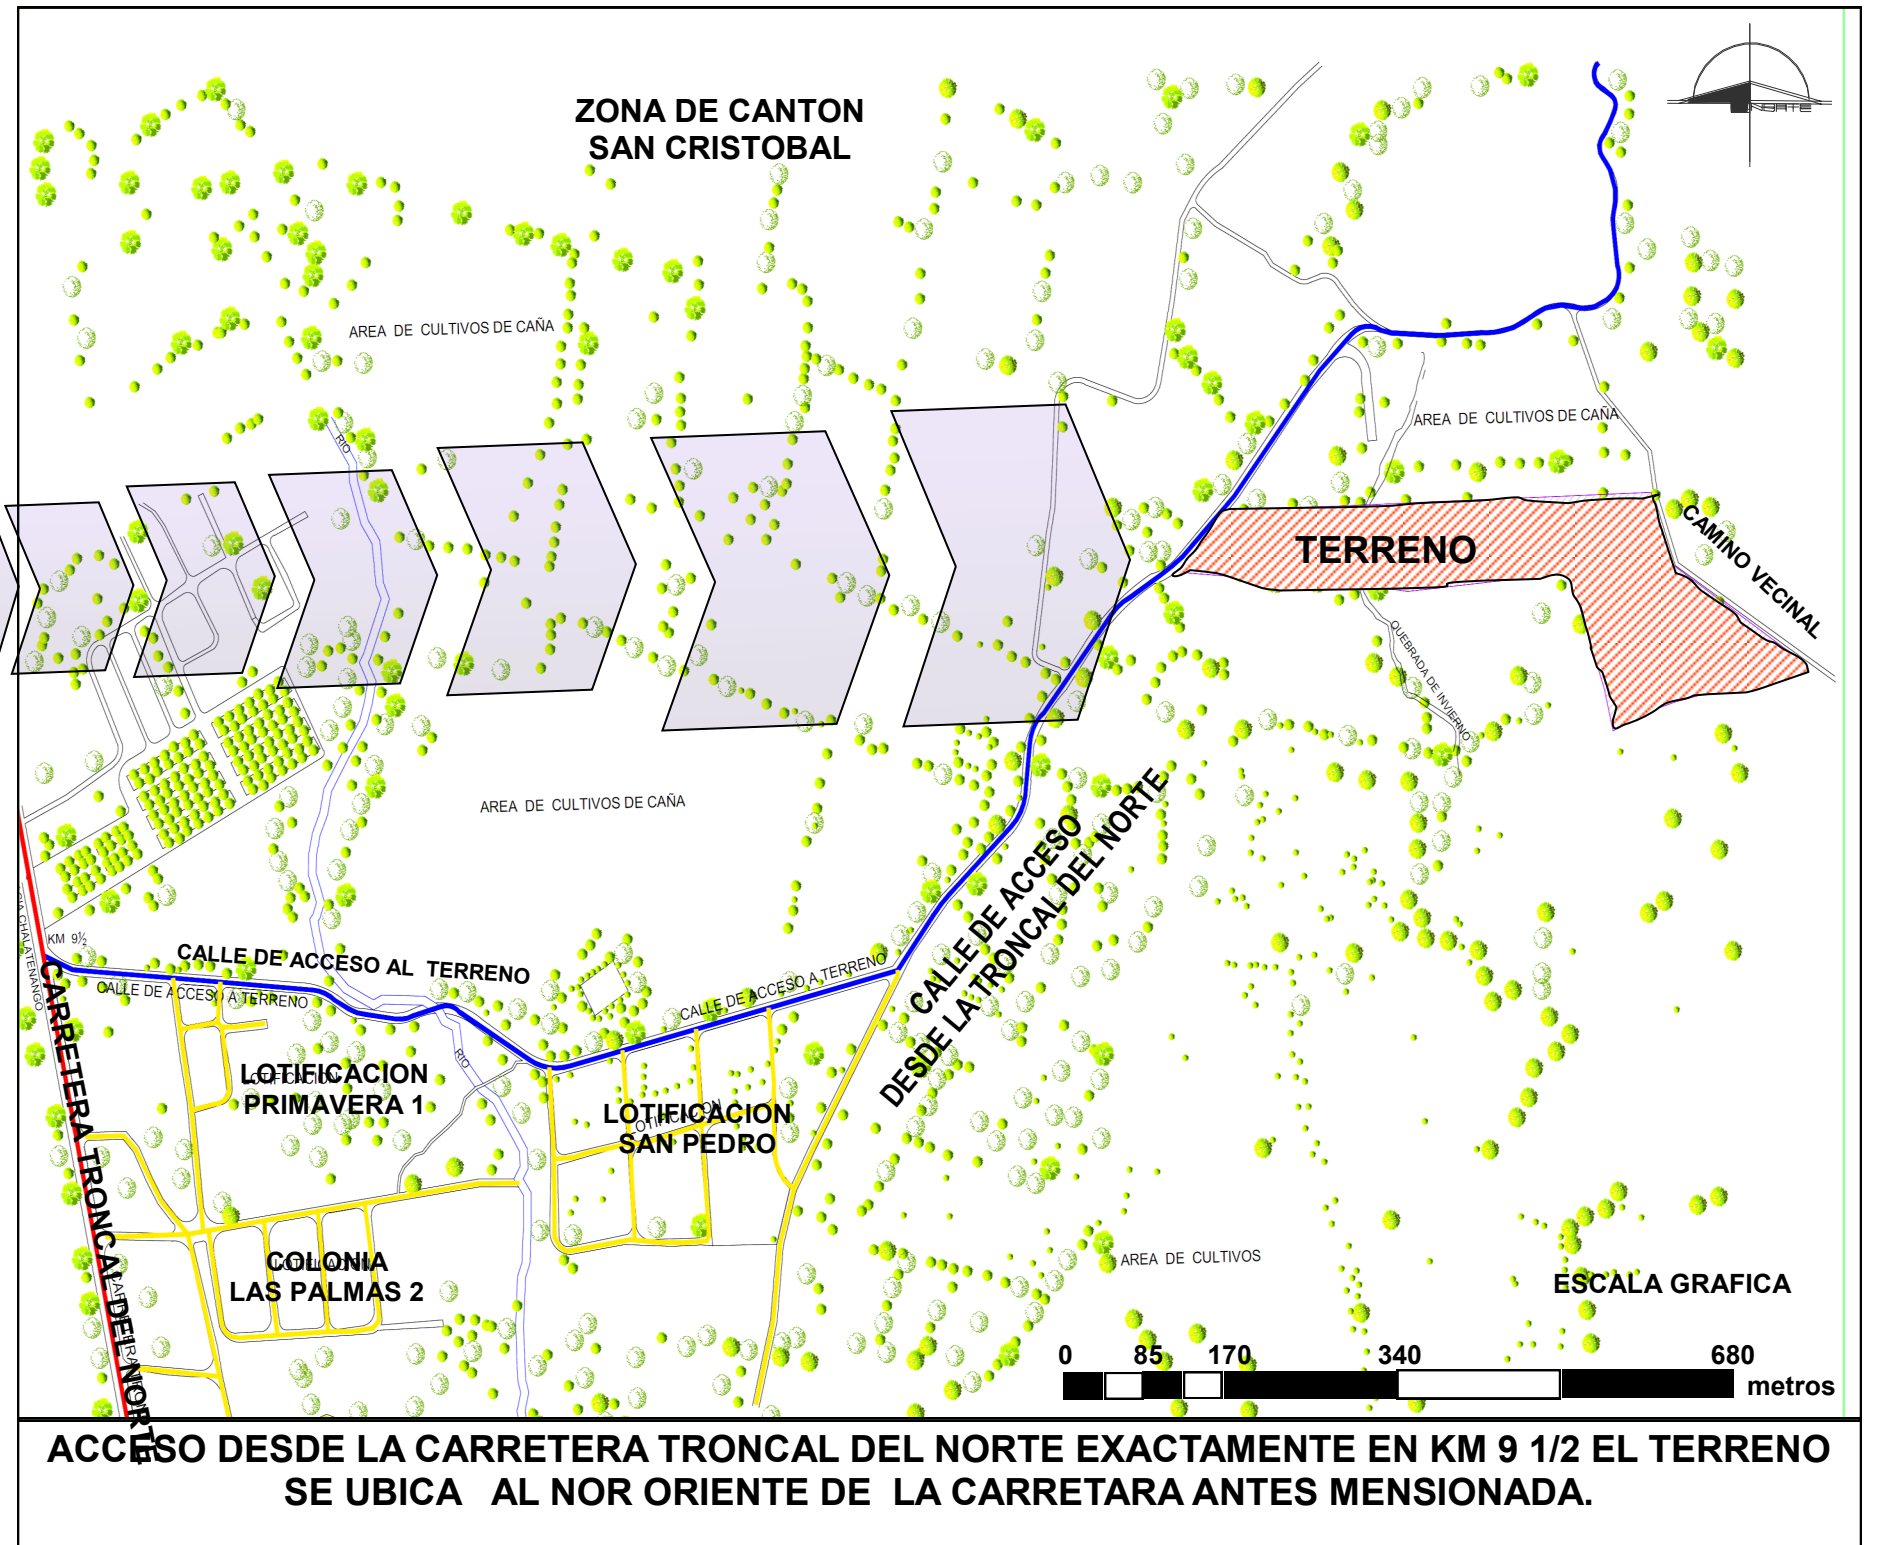 NORTE
ZONA DE CANTON
SAN CRISTOBAL
AREA DE CULTIVOS DE CAÑA
AREA DE CULTIVOS DE CAÑA
RIO
TERRENO
CAMINO VECINAL
QUEBRADA DE INVIERNO
AREA DE CULTIVOS DE CAÑA
CALLE DE ACCESO
DESDE LA TRONCAL DEL NORTE
CHALATENANGO
KM 9½
CALLE DE ACCESO AL TERRENO
CALLE DE ACCESO A TERRENO
CALLE DE ACCESO A TERRENO
CARRETERA TRONCAL DEL NORTE
RIO
LOTIFICACION
LOTIFICACION
PRIMAVERA 1
LOTIFICACION
LOTIFICACION
SAN PEDRO
COLONIA
LOTIFICACION
LAS PALMAS 2
AREA DE CULTIVOS
ESCALA GRAFICA
0 85 170 340 680
metros
ACCESO DESDE LA CARRETERA TRONCAL DEL NORTE EXACTAMENTE EN KM 9 1/2 EL TERRENO
SE UBICA AL NOR ORIENTE DE LA CARRETARA ANTES MENSIONADA.